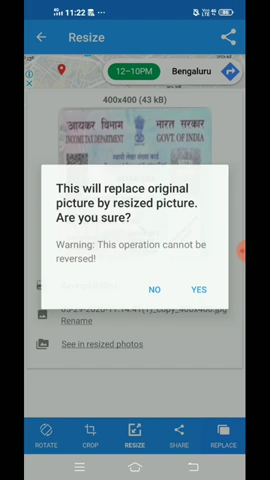 11:22
Resize
12–10PM
Bengaluru
400x400 (43 kB)
आयकर विभाग
भारत सरकार
INCOME TAX DEPARTMENT
GOVT. OF INDIA
This will replace original
picture by resized picture.
Are you sure?
Warning: This operation cannot be
reversed!
NO
YES
Rename
See in resized photos
ROTATE
CROP
RESIZE
SHARE
REPLACE